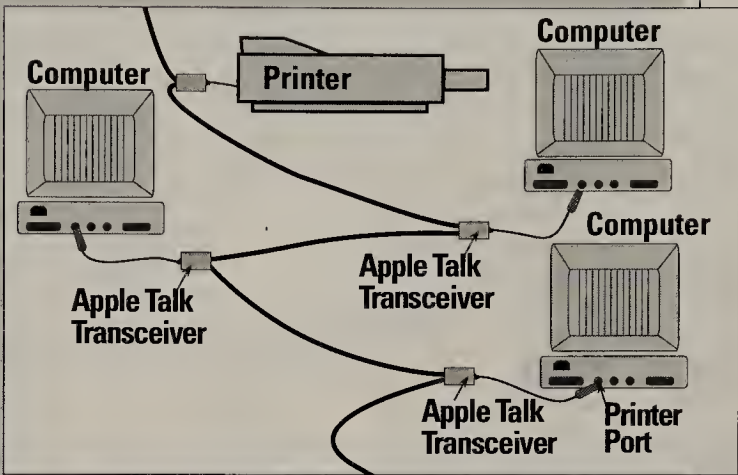 Computer
Printer
Computer
Computer
Apple Talk
Transceiver
Apple Talk
Transceiver
Apple Talk
Transceiver
Printer
Port